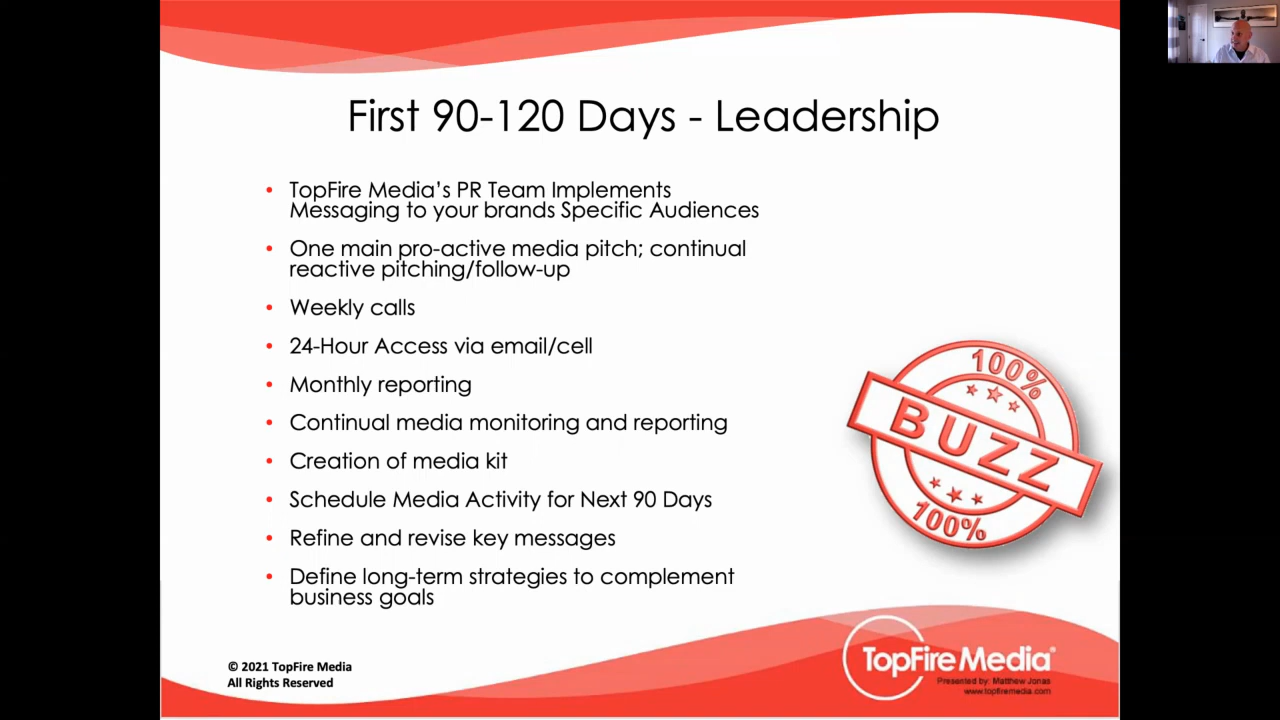 First 90-120 Days - Leadership
• TopFire Media’s PR Team Implements
Messaging to your brands Specific Audiences
• One main pro-active media pitch; continual
reactive pitching/follow-up
• Weekly calls
• 24-Hour Access via email/cell
• Monthly reporting
• Continual media monitoring and reporting
• Creation of media kit
• Schedule Media Activity for Next 90 Days
• Refine and revise key messages
• Define long-term strategies to complement
business goals
100%
BUZZ
100%
© 2021 TopFire Media
All Rights Reserved
TopFire Media®
Presented by: Matthew Jonas
www.topfiremedia.com